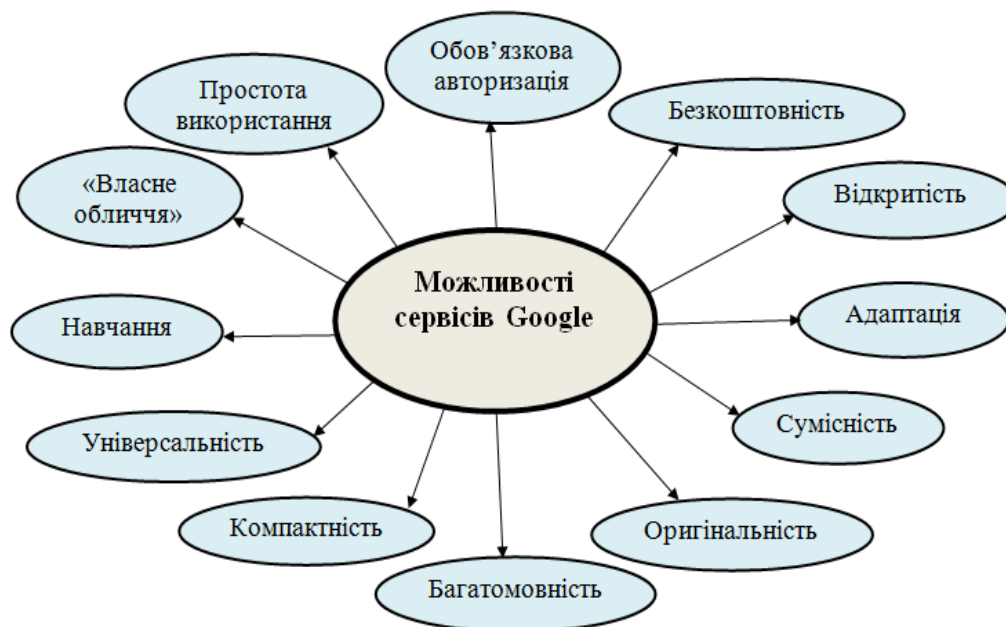 Обов’язкова
авторизація
Простота
використання
Безкоштовність
«Власне
обличчя»
Відкритість
Можливості
сервісів Google
Навчання
Адаптація
Універсальність
Сумісність
Компактність
Оригінальність
Багатомовність